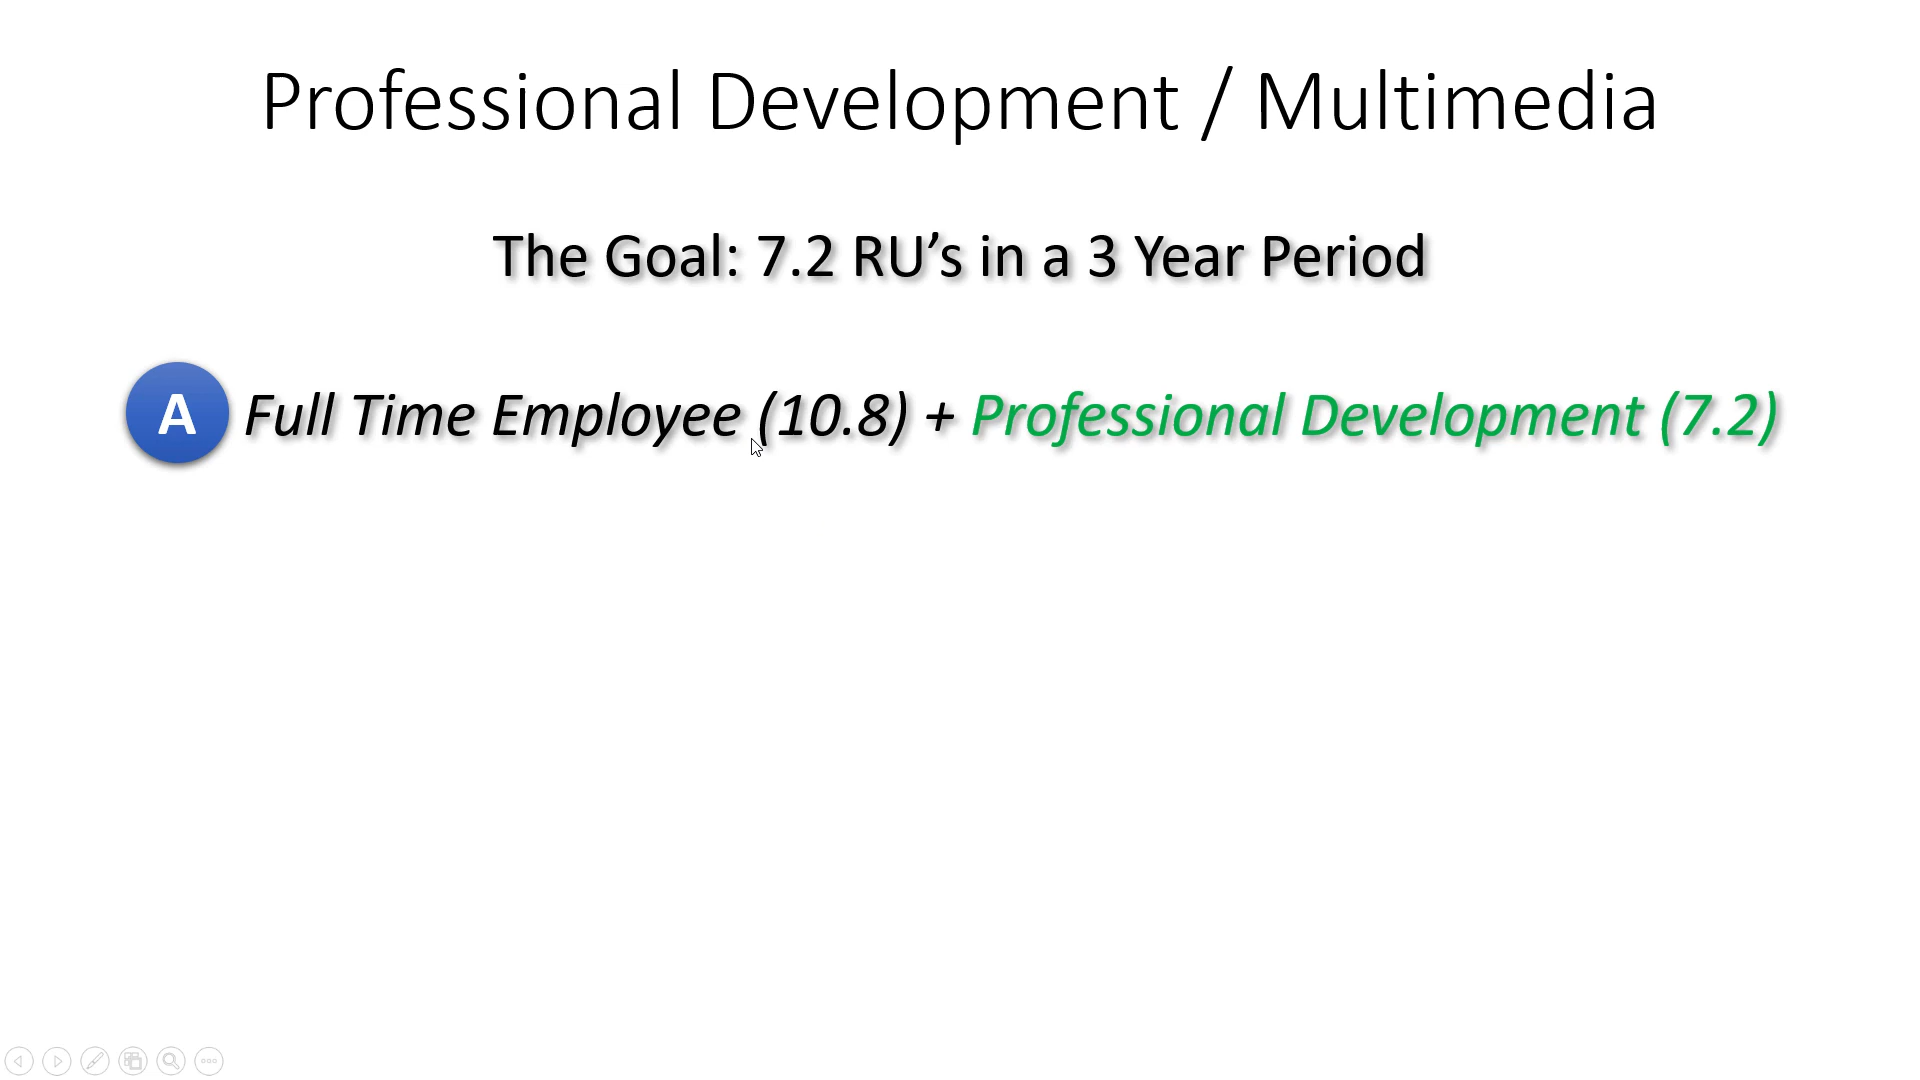 Professional Development / Multimedia
The Goal: 7.2 RU’s in a 3 Year Period
A Full Time Employee (10.8) + Professional Development (7.2)